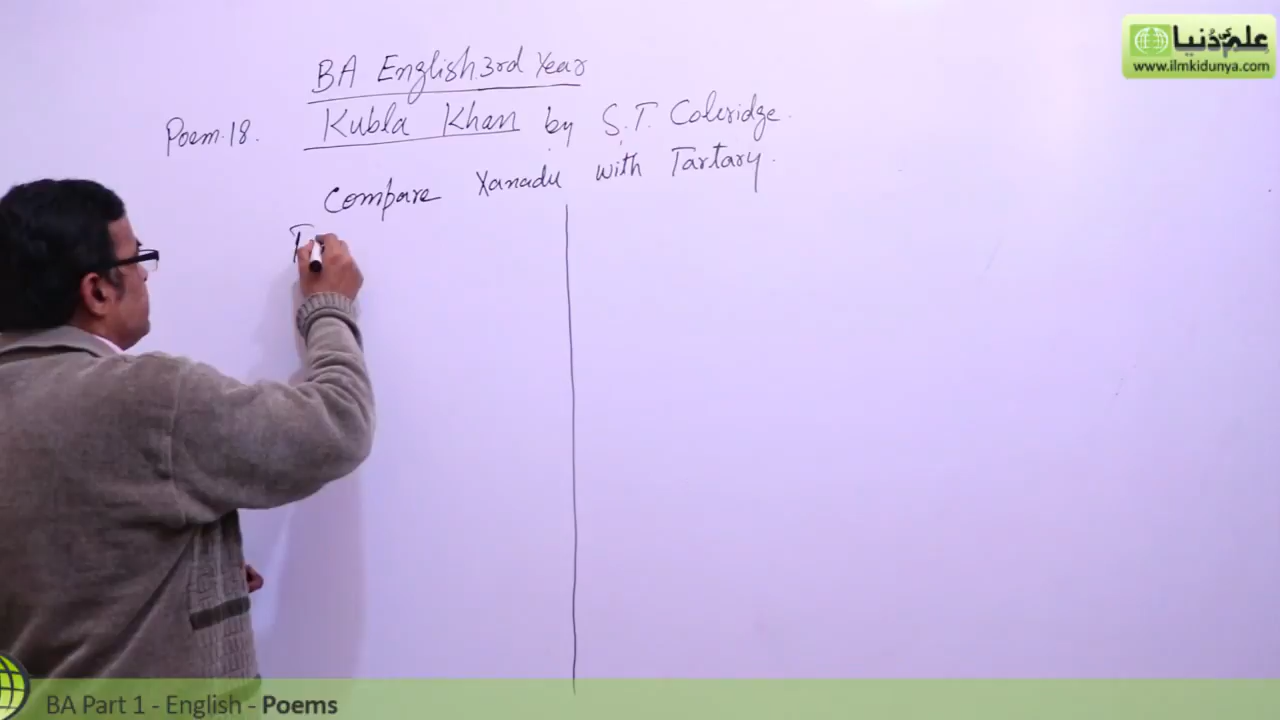 علم کی دُنیا
www.ilmkidunya.com
BA English 3rd Year
Poem.18. Kubla Khan by S.T. Coleridge.
Compare Xanadu with Tartary.
T
BA Part 1 - English - Poems